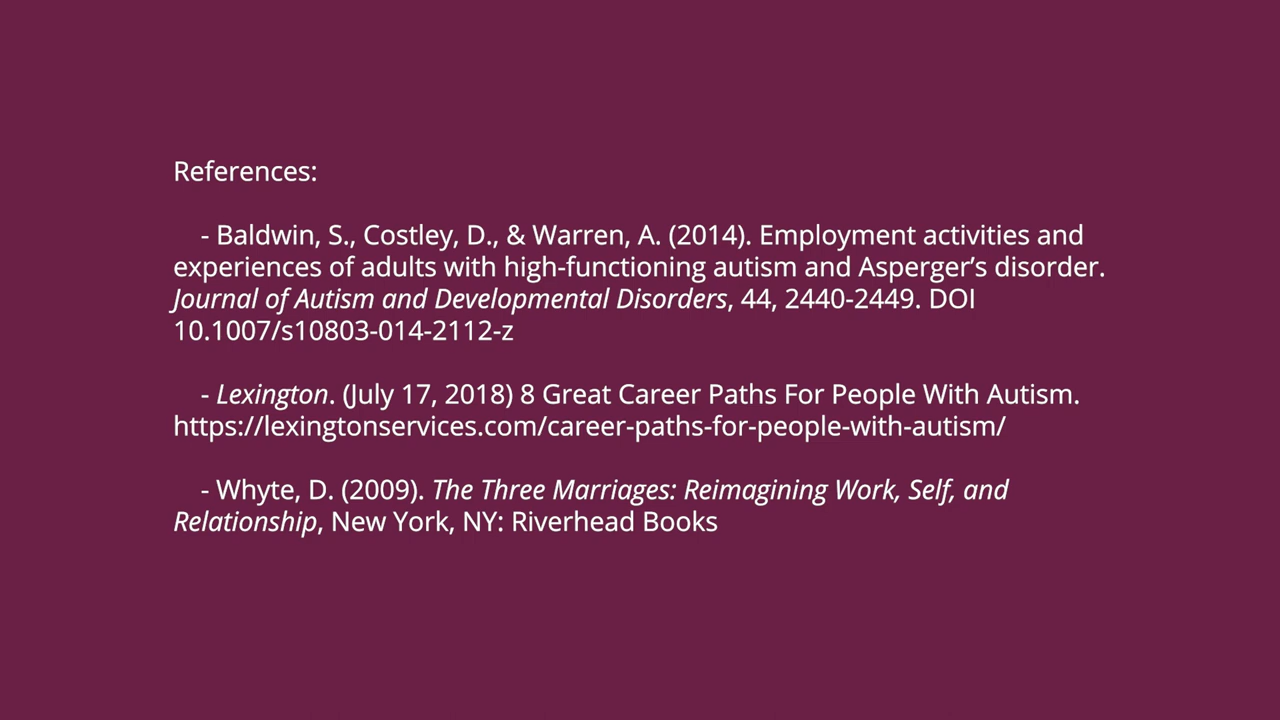 References:
- Baldwin, S., Costley, D., & Warren, A. (2014). Employment activities and
experiences of adults with high-functioning autism and Asperger’s disorder.
Journal of Autism and Developmental Disorders, 44, 2440-2449. DOI
10.1007/s10803-014-2112-z
- Lexington. (July 17, 2018) 8 Great Career Paths For People With Autism.
https://lexingtonservices.com/career-paths-for-people-with-autism/
- Whyte, D. (2009). The Three Marriages: Reimagining Work, Self, and
Relationship, New York, NY: Riverhead Books